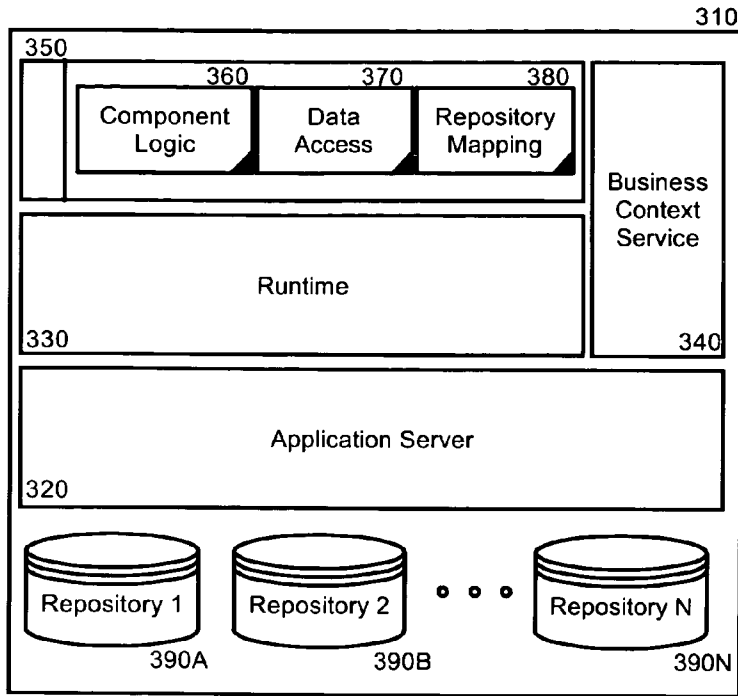 310
350
360
370
380
Component
Logic
Data
Access
Repository
Mapping
Business
Context
Service
Runtime
330
340
Application Server
320
Repository 1
Repository 2
Repository N
390A
390B
390N